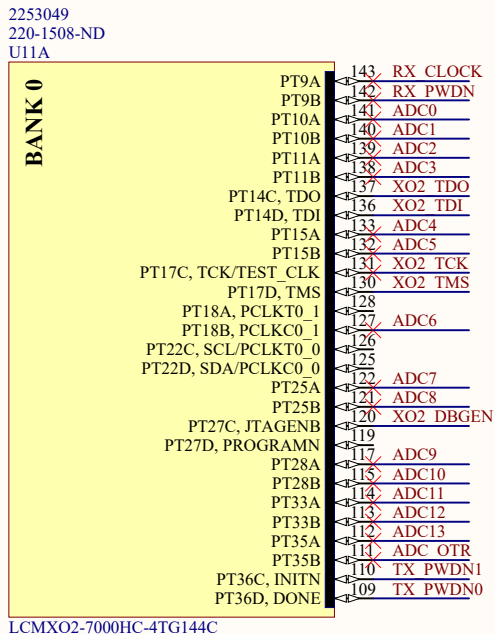 2253049
220-1508-ND
U11A
BANK 0
PT9A 143 RX_CLOCK
PT9B 142 RX_PWDN
PT10A 141 ADC0
PT10B 140 ADC1
PT11A 139 ADC2
PT11B 138 ADC3
PT14C, TDO 137 XO2_TDO
PT14D, TDI 136 XO2_TDI
PT15A 133 ADC4
PT15B 132 ADC5
PT17C, TCK/TEST_CLK 131 XO2_TCK
PT17D, TMS 130 XO2_TMS
PT18A, PCLKT0_1 128
PT18B, PCLKC0_1 127 ADC6
PT22C, SCL/PCLKT0_0 126
PT22D, SDA/PCLKC0_0 125
PT25A 122 ADC7
PT25B 121 ADC8
PT27C, JTAGENB 120 XO2_DBGEN
PT27D, PROGRAMN 119
PT28A 117 ADC9
PT28B 115 ADC10
PT33A 114 ADC11
PT33B 113 ADC12
PT35A 112 ADC13
PT35B 111 ADC_OTR
PT36C, INITN 110 TX_PWDN1
PT36D, DONE 109 TX_PWDN0
LCMXO2-7000HC-4TG144C